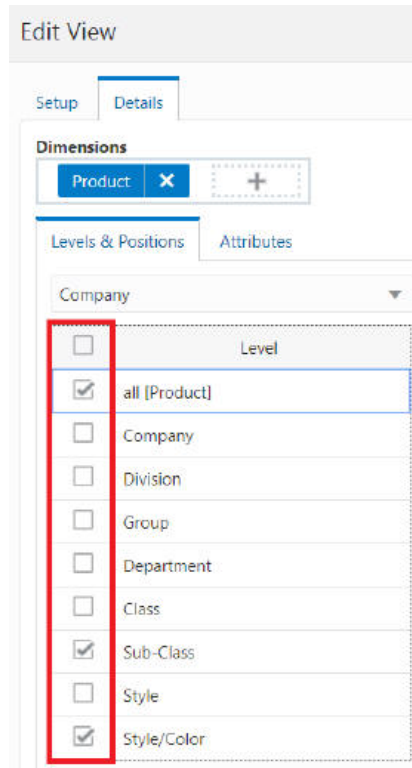 Edit View
Setup Details
Dimensions
Product
Levels & Positions Attributes
Company
Level
all [Product]
Company
Division
Group
Department
Class
Sub-Class
Style
Style/Color